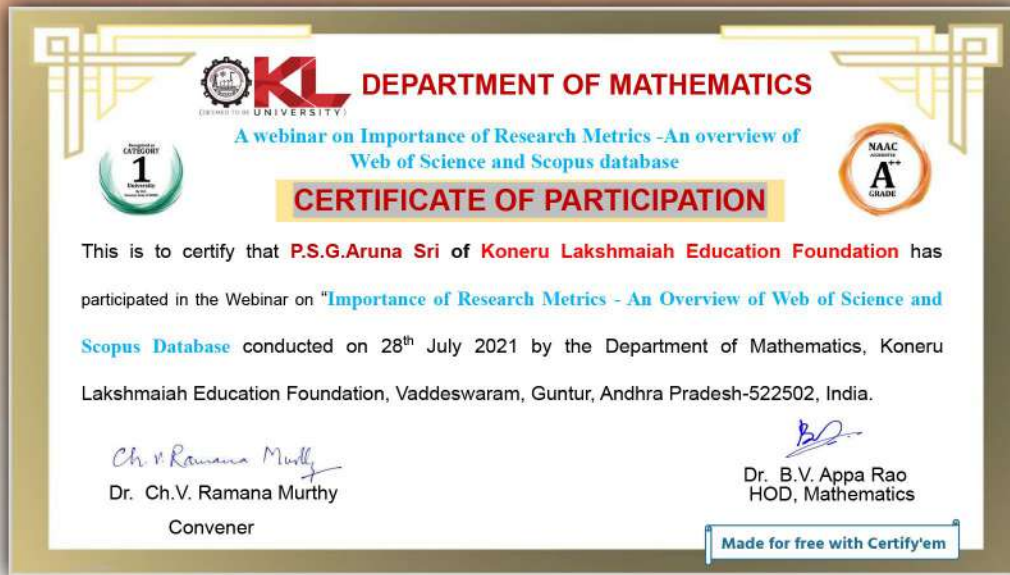 KL DEPARTMENT OF MATHEMATICS
(DEEMED TO BE UNIVERSITY)
A webinar on Importance of Research Metrics -An overview of
Web of Science and Scopus database
CATEGORY
1
University
NAAC
ACCREDITED
A++
GRADE
CERTIFICATE OF PARTICIPATION
This is to certify that P.S.G.Aruna Sri of Koneru Lakshmaiah Education Foundation has
participated in the Webinar on "Importance of Research Metrics - An Overview of Web of Science and
Scopus Database conducted on 28th July 2021 by the Department of Mathematics, Koneru
Lakshmaiah Education Foundation, Vaddeswaram, Guntur, Andhra Pradesh-522502, India.
Ch.V.Ramana Murthy
Dr. Ch.V. Ramana Murthy
Convener
Dr. B.V. Appa Rao
HOD, Mathematics
Made for free with Certify'em